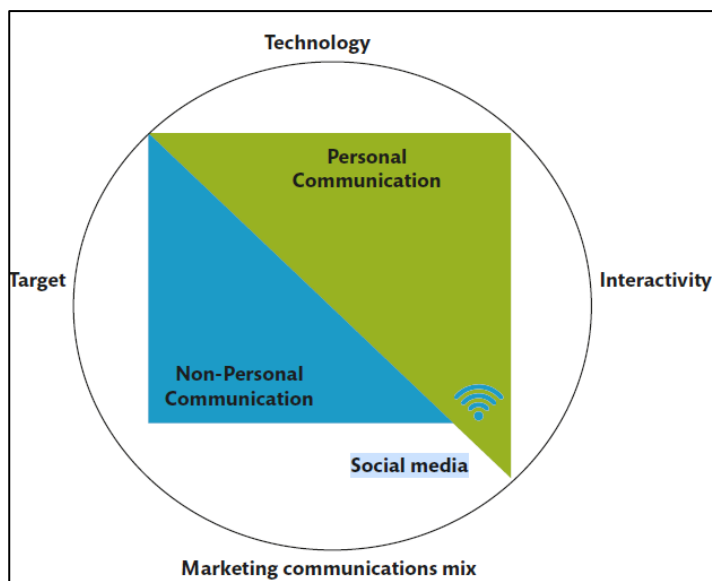 Technology
Personal
Communication
Target
Interactivity
Non-Personal
Communication
Social media
Marketing communications mix